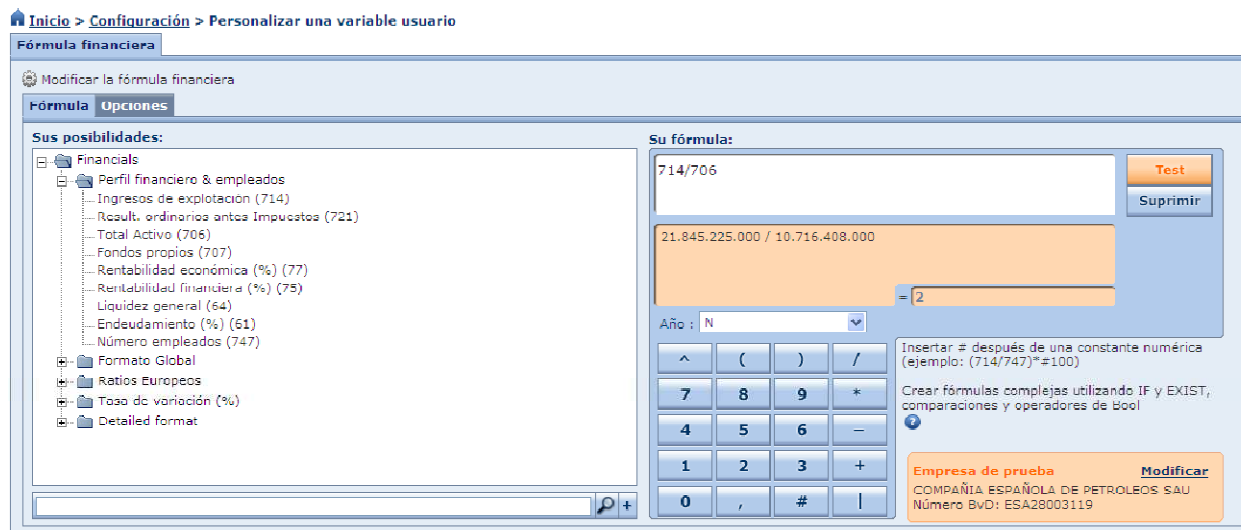 Inicio > Configuración > Personalizar una variable usuario
Fórmula financiera
Modificar la fórmula financiera
Fórmula Opciones
Sus posibilidades:
Financials
Perfil financiero & empleados
Ingresos de explotación (714)
Result. ordinarios antes Impuestos (721)
Total Activo (706)
Fondos propios (707)
Rentabilidad económica (%) (77)
Rentabilidad financiera (%) (75)
Liquidez general (64)
Endeudamiento (%) (61)
Número empleados (747)
Formato Global
Ratios Europeos
Tasa de variación (%)
Detailed format
+
Su fórmula:
714/706
Test
Suprimir
21.845.225.000 / 10.716.408.000
= 2
Año : N
^ ( ) /
7 8 9 *
4 5 6 –
1 2 3 +
0 , # |
Insertar # después de una constante numérica
(ejemplo: (714/747)*#100)
Crear fórmulas complejas utilizando IF y EXIST,
comparaciones y operadores de Bool
?
Empresa de prueba Modificar
COMPAÑIA ESPAÑOLA DE PETROLEOS SAU
Número BvD: ESA28003119